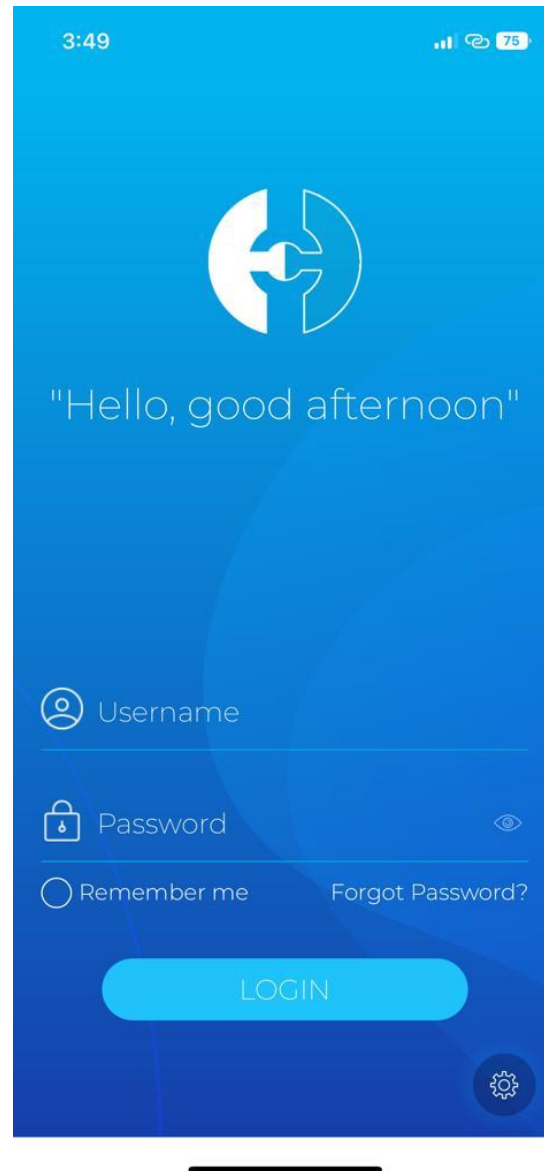 3:49
75
"Hello, good afternoon"
Username
Password
Remember me
Forgot Password?
LOGIN